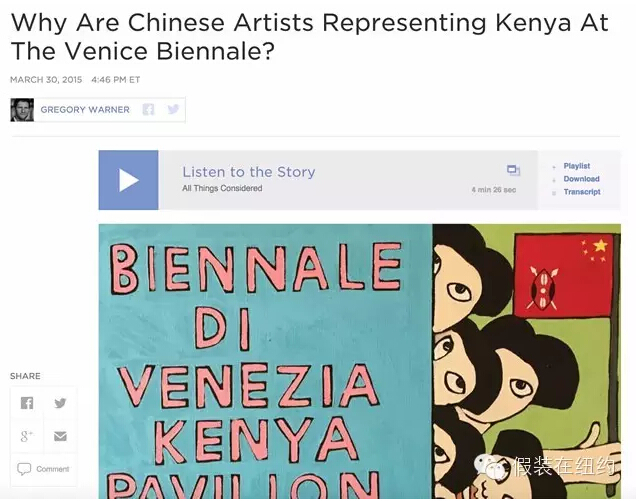 Why Are Chinese Artists Representing Kenya At
The Venice Biennale?
MARCH 30, 2015 4:46 PM ET
GREGORY WARNER
Listen to the Story
All Things Considered
4 min 26 sec
Playlist
Download
Transcript
BIENNALE
DI
VENEZIA
KENYA
PAVILION
SHARE
g+
Comment
假装在纽约